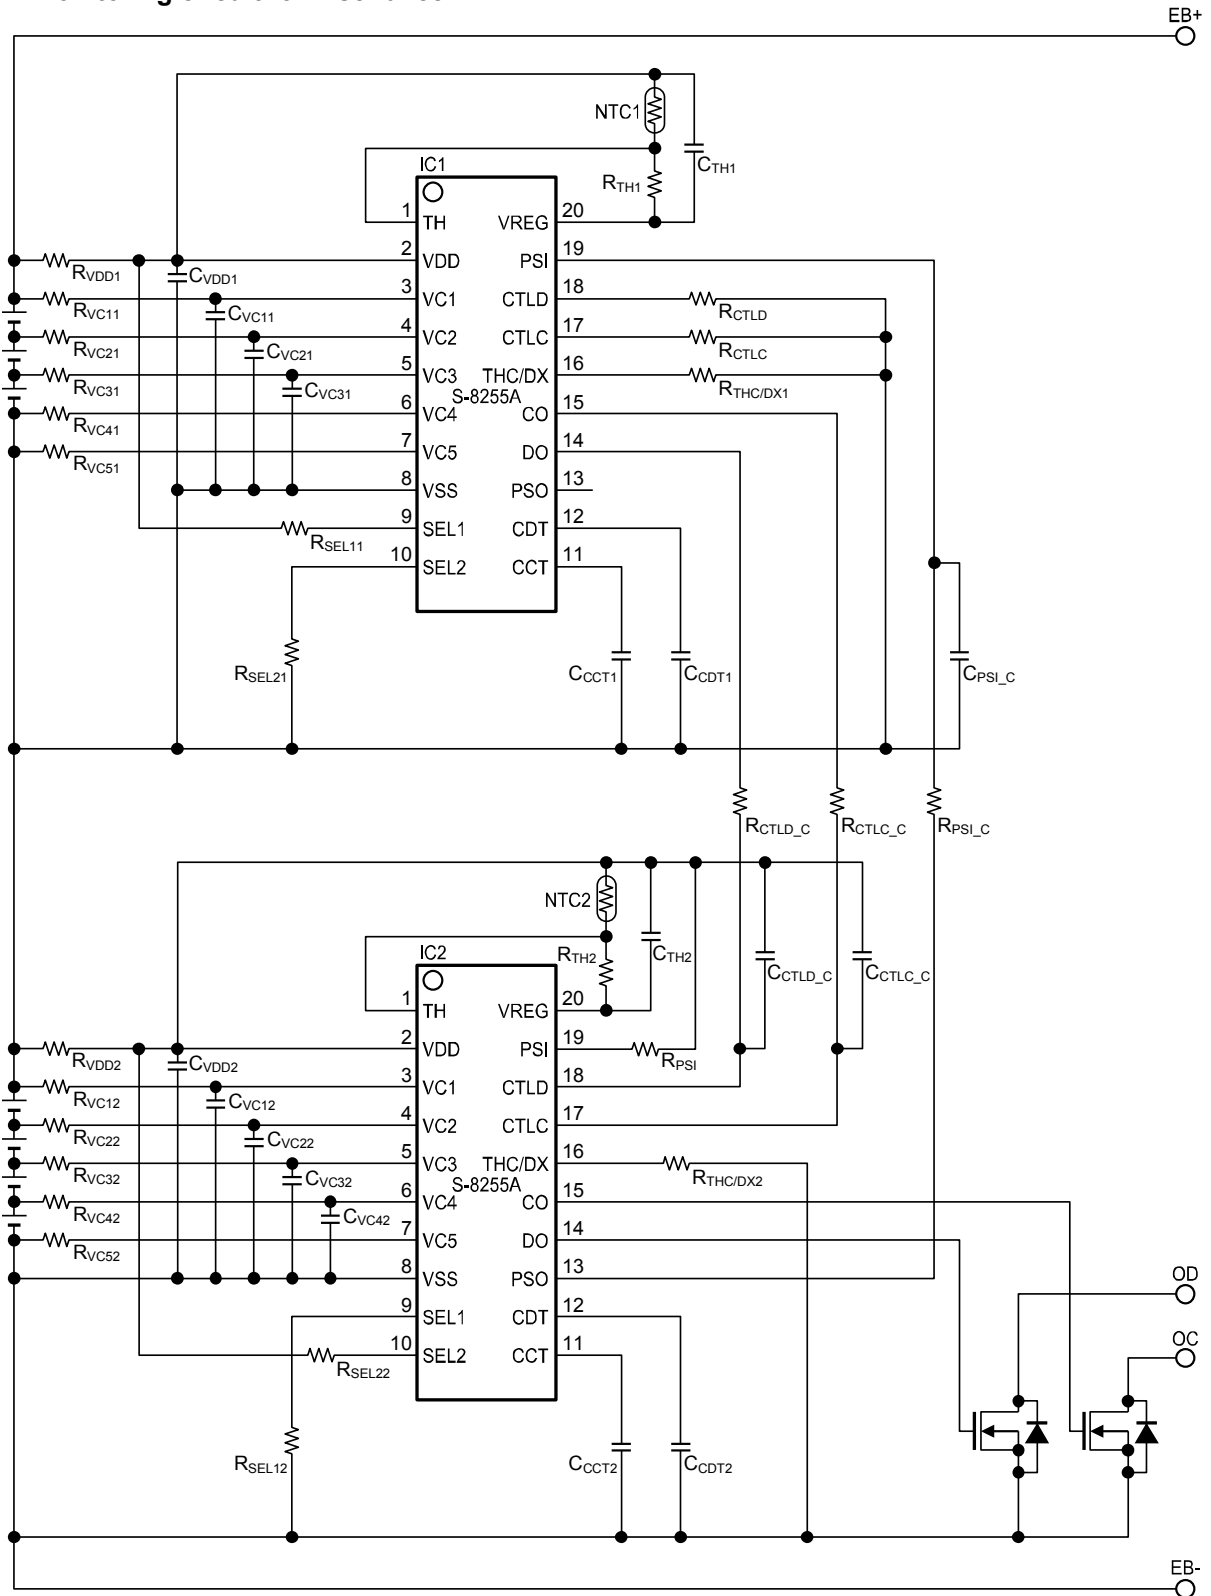 EB+
NTC1
CTH1
IC1
RTH1
1 TH VREG 20
2 VDD PSI 19
RVDD1 CVDD1
3 VC1 CTLD 18
RVC11 CVC11 RCTLD
4 VC2 CTLC 17
RVC21 CVC21 RCTLC
5 VC3 THC/DX 16
RVC31 CVC31 S-8255A RTHC/DX1
6 VC4 CO 15
RVC41
7 VC5 DO 14
RVC51
8 VSS PSO 13
9 SEL1 CDT 12
RSEL11
10 SEL2 CCT 11
RSEL21 CCCT1 CCDT1 CPSI_C
RCTLD_C RCTLC_C RPSI_C
NTC2
IC2 RTH2 CTH2
CCTLD_C CCTLC_C
1 TH VREG 20
2 VDD PSI 19
RVDD2 CVDD2 RPSI
3 VC1 CTLD 18
RVC12 CVC12
4 VC2 CTLC 17
RVC22 CVC22
5 VC3 THC/DX 16
RVC32 CVC32 S-8255A RTHC/DX2
6 VC4 CO 15
RVC42 CVC42
7 VC5 DO 14
RVC52
8 VSS PSO 13
OD
9 SEL1 CDT 12
OC
10 SEL2 CCT 11
RSEL22
RSEL12 CCCT2 CCDT2
EB-